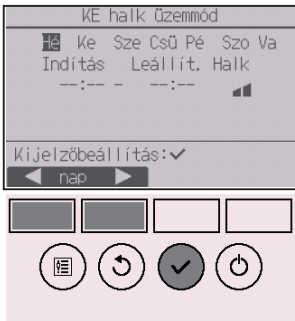 KE halk üzemmód
Hé Ke Sze Csü Pé Szo Va
Indítás Leállít. Halk
--:-- - --:--
Kijelzőbeállítás:✓
◀ nap ▶